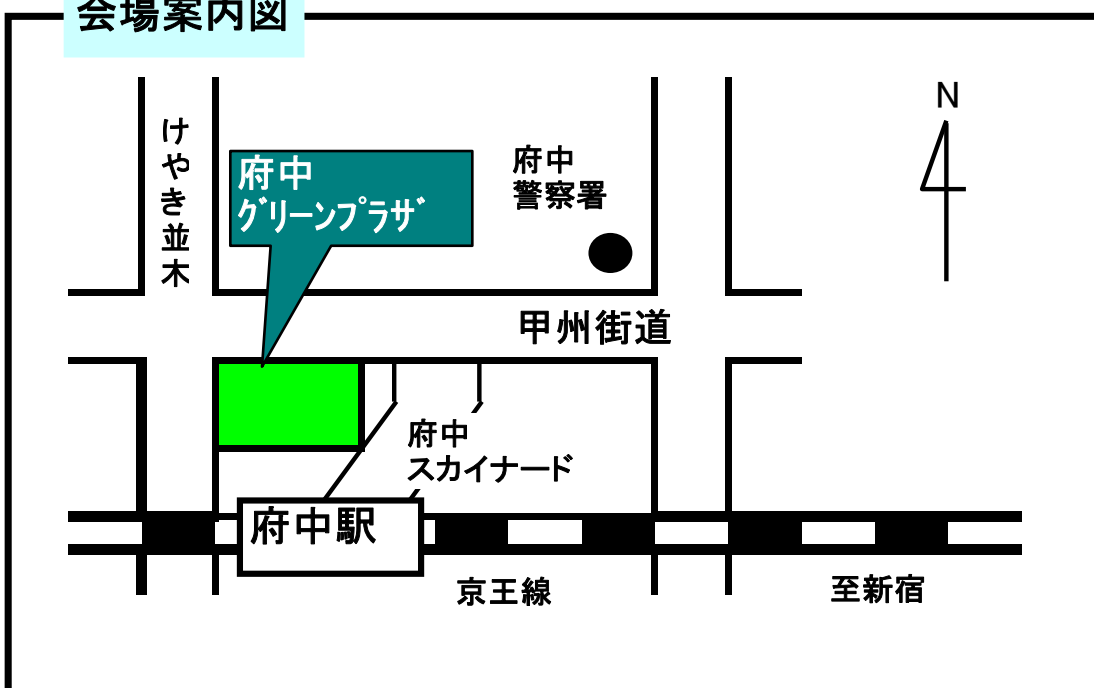 会場案内図
N
けやき並木
府中
グリーンプラザ
府中
警察署
甲州街道
府中
スカイナード
府中駅
京王線
至新宿